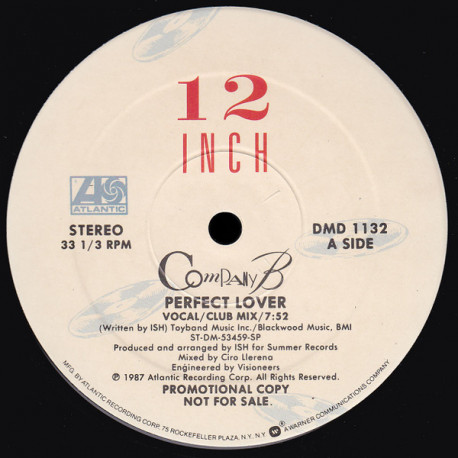 12
INCH
ATLANTIC
STEREO
33 1/3 RPM
DMD 1132
A SIDE
Company B
PERFECT LOVER
VOCAL/CLUB MIX/7:52
(Written by ISH) Toyband Music Inc./Blackwood Music, BMI
ST-DM-53459-SP
Produced and arranged by ISH for Summer Records
Mixed by Ciro Llerena
Engineered by Visioneers
℗ 1987 Atlantic Recording Corp. All Rights Reserved.
PROMOTIONAL COPY
NOT FOR SALE.
MFG. BY ATLANTIC RECORDING CORP. 75 ROCKEFELLER PLAZA, N.Y. N.Y. A WARNER COMMUNICATIONS COMPANY